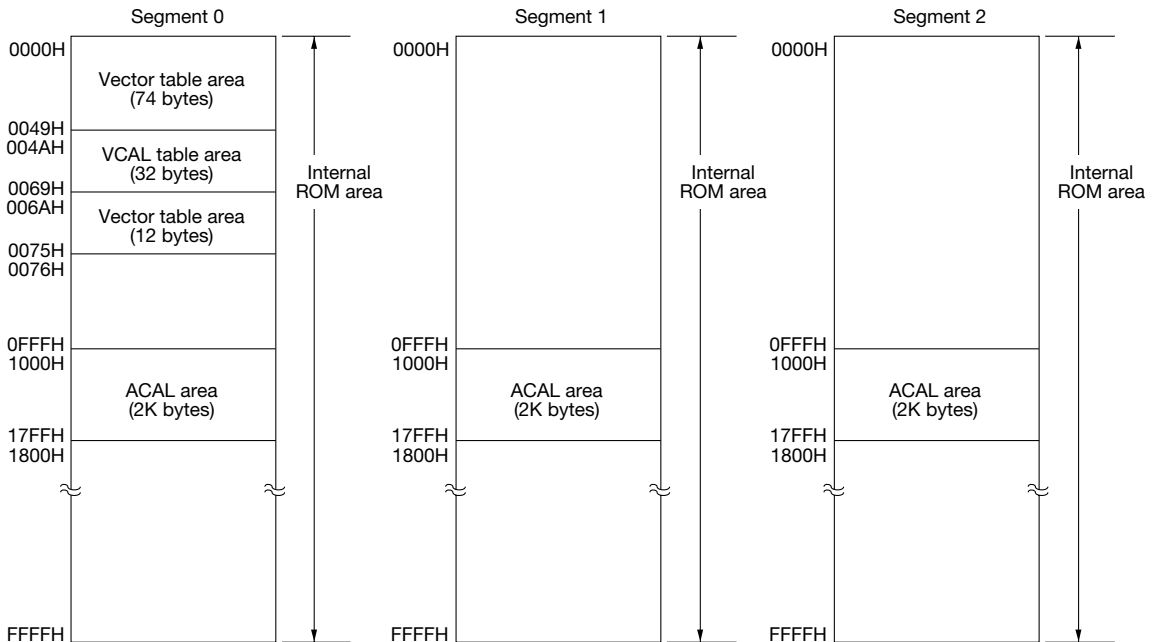 Segment 0
0000H
Vector table area
(74 bytes)
0049H
004AH
VCAL table area
(32 bytes)
0069H
006AH
Vector table area
(12 bytes)
0075H
0076H
0FFFH
1000H
ACAL area
(2K bytes)
17FFH
1800H
FFFFH
Internal
ROM area
Segment 1
0000H
0FFFH
1000H
ACAL area
(2K bytes)
17FFH
1800H
FFFFH
Internal
ROM area
Segment 2
0000H
0FFFH
1000H
ACAL area
(2K bytes)
17FFH
1800H
FFFFH
Internal
ROM area